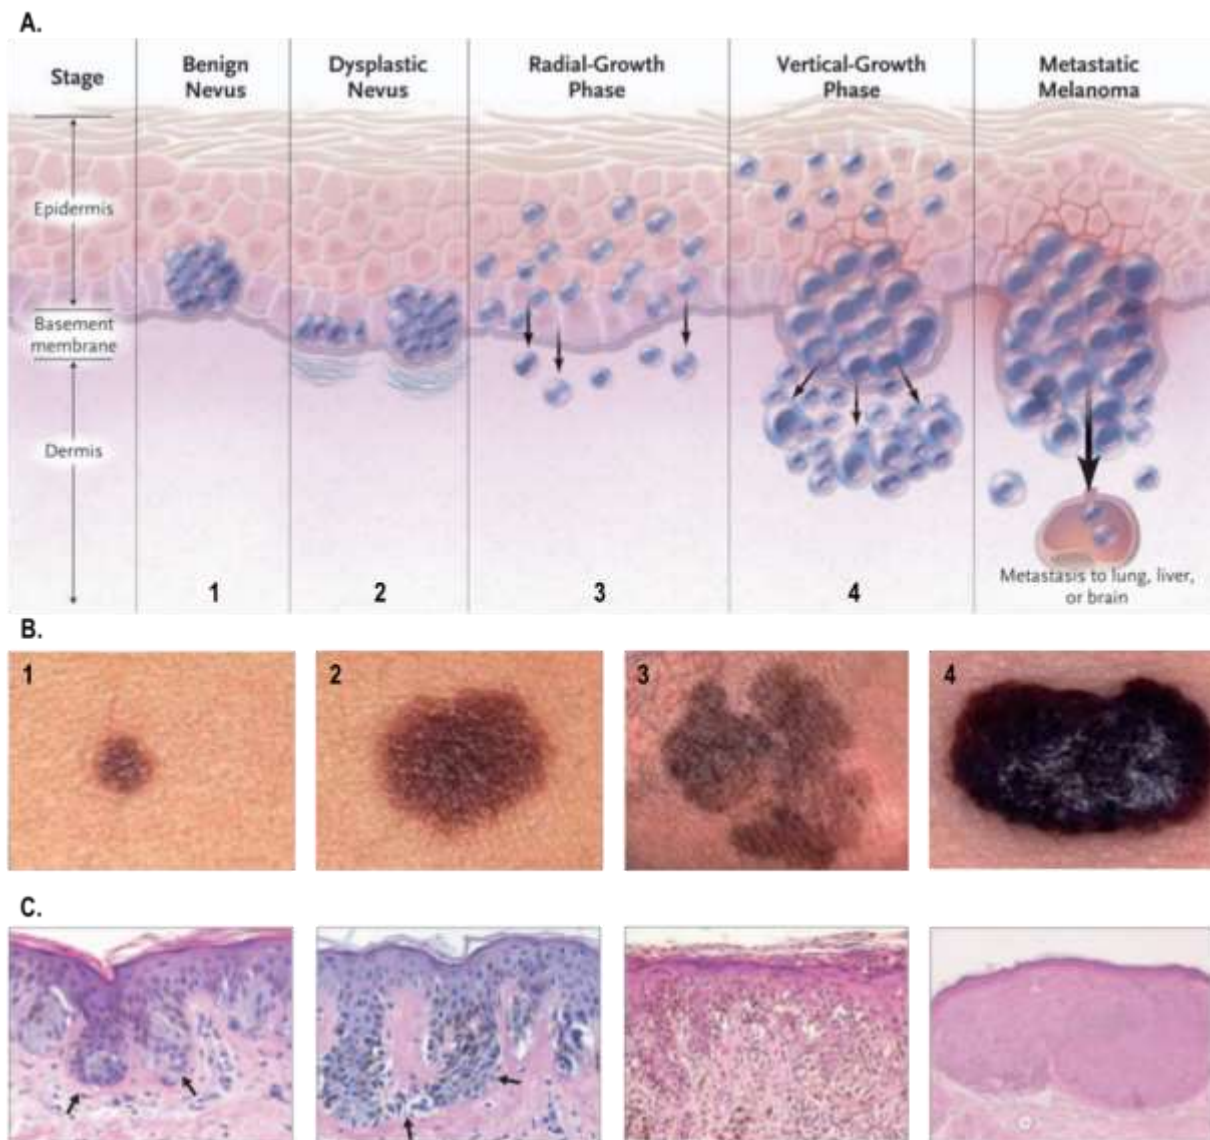 A.
Stage
Benign
Nevus
Dysplastic
Nevus
Radial-Growth
Phase
Vertical-Growth
Phase
Metastatic
Melanoma
Epidermis
Basement
membrane
Dermis
Metastasis to lung, liver,
or brain
1
2
3
4
B.
1
2
3
4
C.